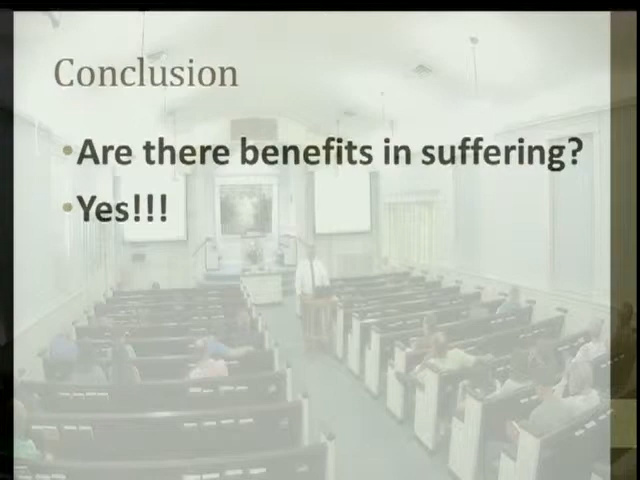 Conclusion
•Are there benefits in suffering?
•Yes!!!